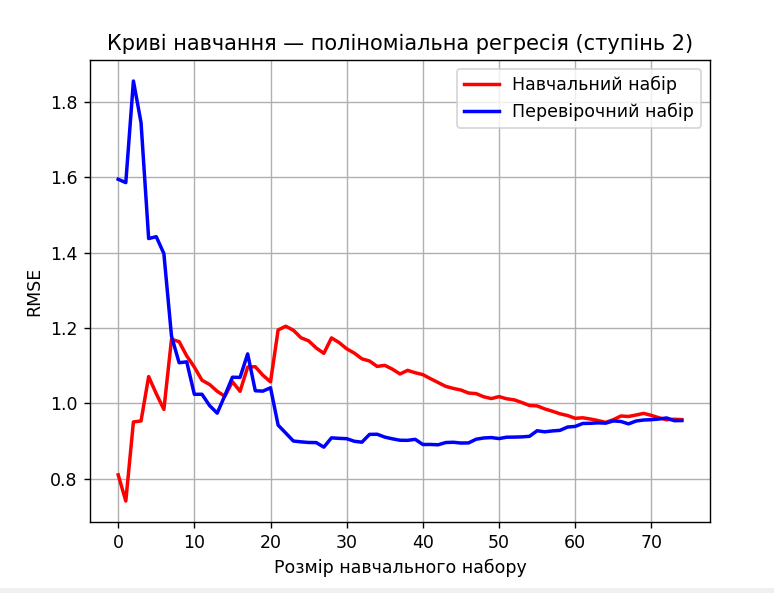 Криві навчання — поліноміальна регресія (ступінь 2)
Навчальний набір
Перевірочний набір
1.8
1.6
1.4
1.2
1.0
0.8
RMSE
0 10 20 30 40 50 60 70
Розмір навчального набору